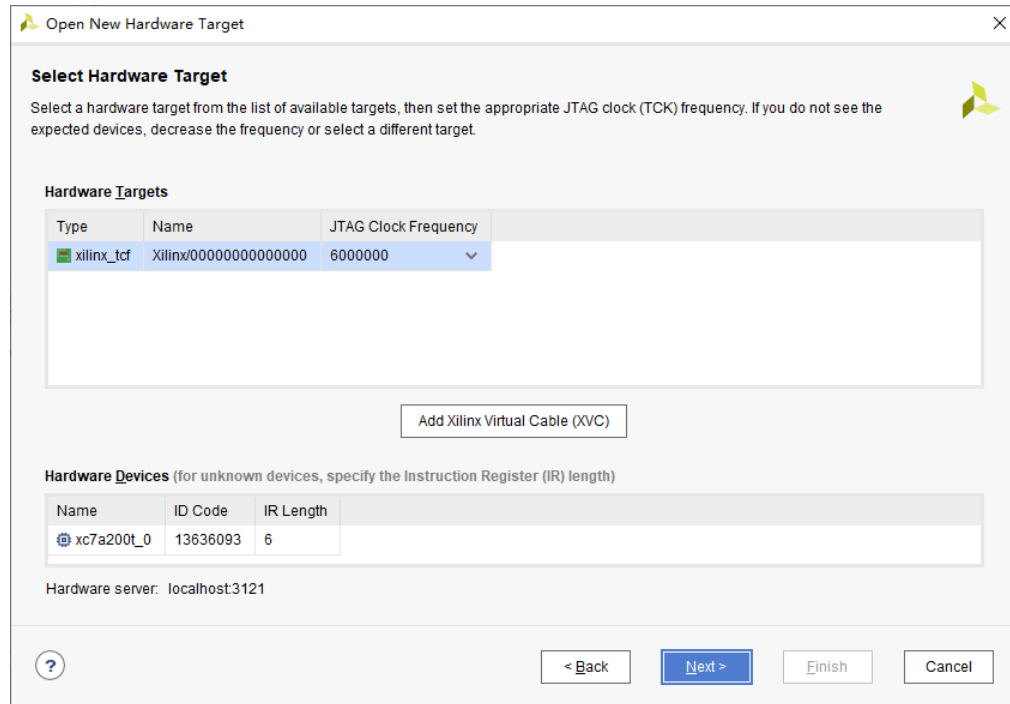 Open New Hardware Target
Select Hardware Target
Select a hardware target from the list of available targets, then set the appropriate JTAG clock (TCK) frequency. If you do not see the
expected devices, decrease the frequency or select a different target.
Hardware Targets
Type Name JTAG Clock Frequency
xilinx_tcf Xilinx/00000000000000 6000000
Add Xilinx Virtual Cable (XVC)
Hardware Devices (for unknown devices, specify the Instruction Register (IR) length)
Name ID Code IR Length
xc7a200t_0 13636093 6
Hardware server: localhost:3121
? < Back Next > Finish Cancel